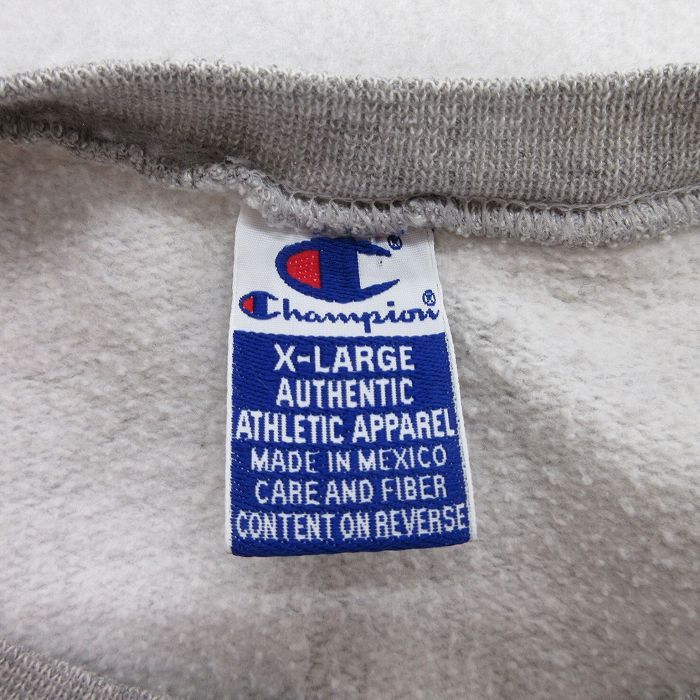 Champion®
X-LARGE
AUTHENTIC
ATHLETIC APPAREL
MADE IN MEXICO
CARE AND FIBER
CONTENT ON REVERSE